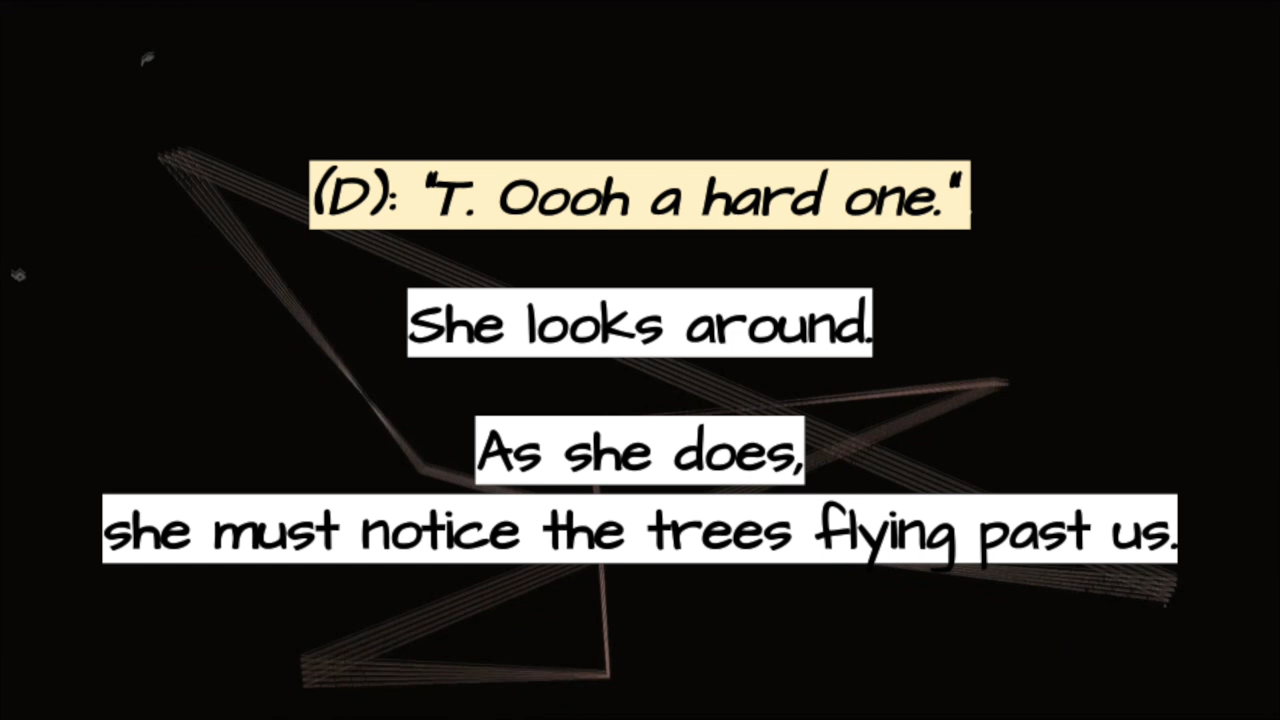 (D): "T. Oooh a hard one."
She looks around.
As she does,
she must notice the trees flying past us.